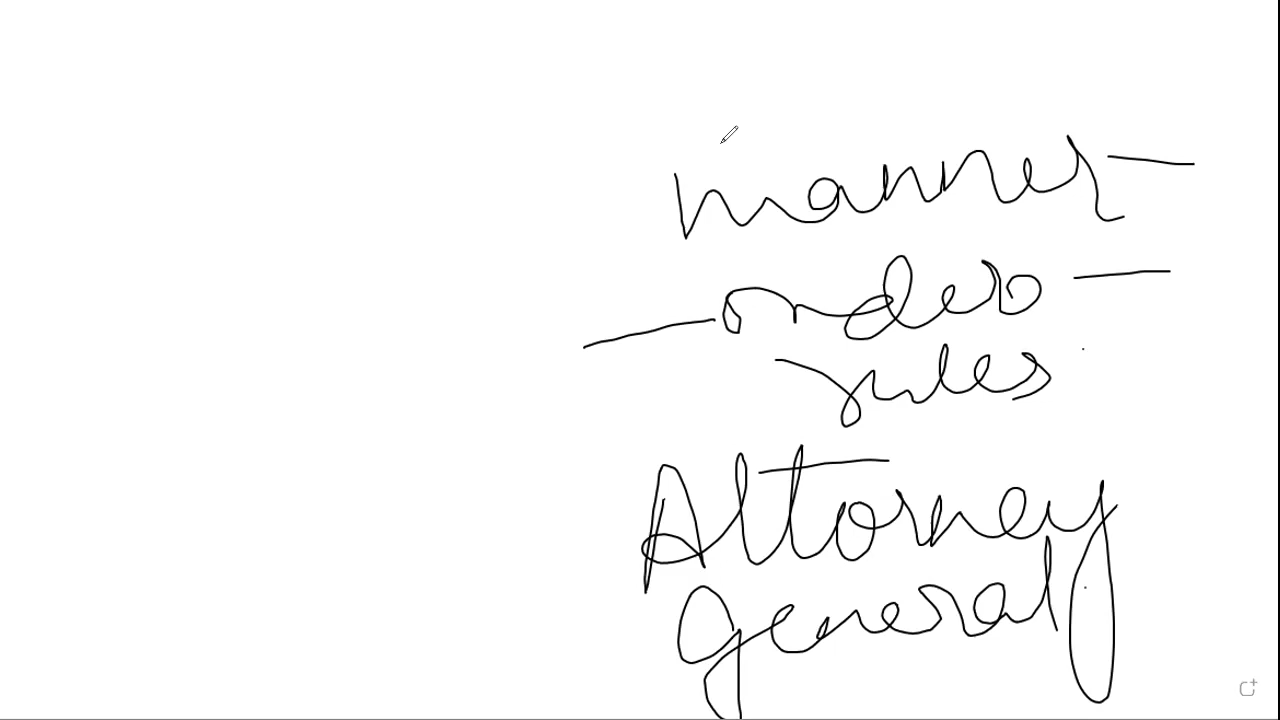 manner —
— orders —
rules
Attorney
general